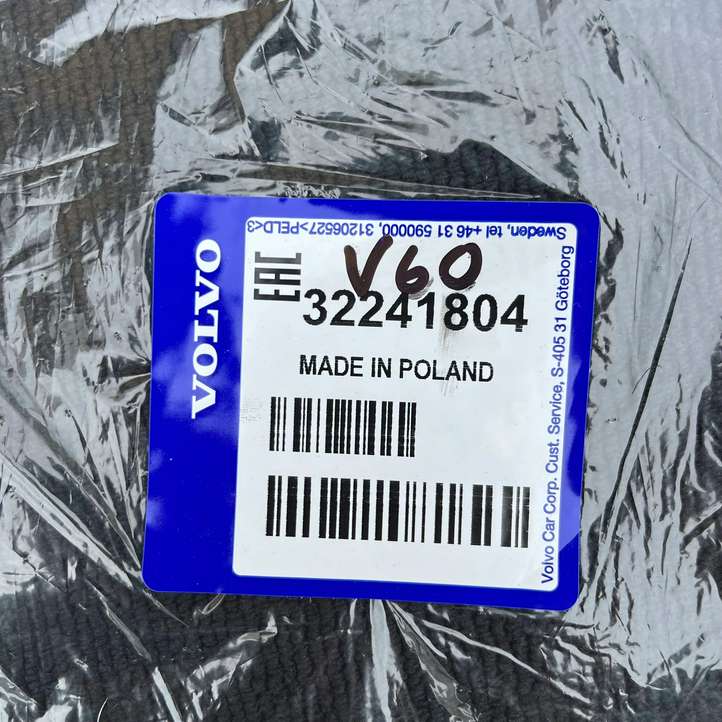 VOLVO
Sweden, tel +46 31 590000, 31206527>PELD<3
EAC
V60
32241804
MADE IN POLAND
Volvo Car Corp. Cust. Service, S-405 31 Göteborg